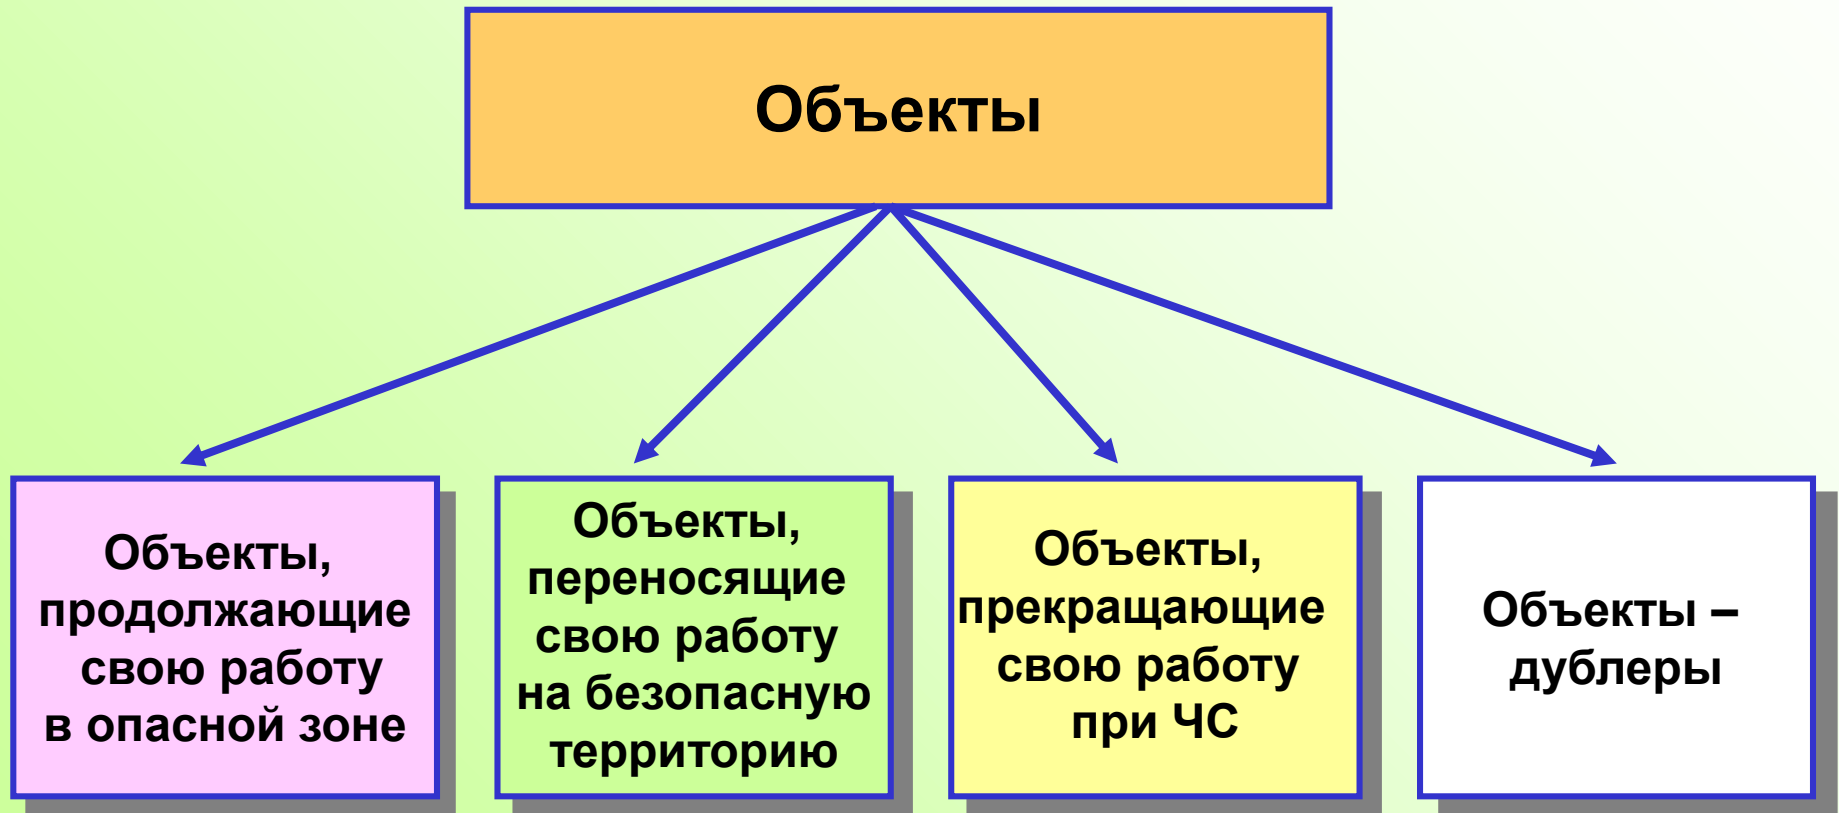 Объекты
Объекты,
продолжающие
свою работу
в опасной зоне
Объекты,
переносящие
свою работу
на безопасную
территорию
Объекты,
прекращающие
свою работу
при ЧС
Объекты –
дублеры